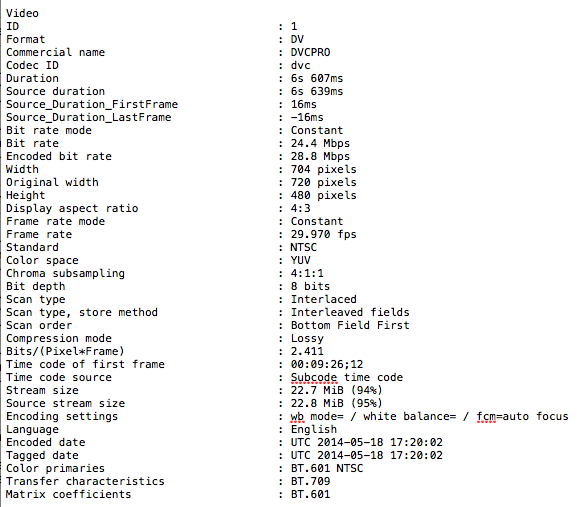 Video
ID : 1
Format : DV
Commercial name : DVCPRO
Codec ID : dvc
Duration : 6s 607ms
Source duration : 6s 639ms
Source_Duration_FirstFrame : 16ms
Source_Duration_LastFrame : -16ms
Bit rate mode : Constant
Bit rate : 24.4 Mbps
Encoded bit rate : 28.8 Mbps
Width : 704 pixels
Original width : 720 pixels
Height : 480 pixels
Display aspect ratio : 4:3
Frame rate mode : Constant
Frame rate : 29.970 fps
Standard : NTSC
Color space : YUV
Chroma subsampling : 4:1:1
Bit depth : 8 bits
Scan type : Interlaced
Scan type, store method : Interleaved fields
Scan order : Bottom Field First
Compression mode : Lossy
Bits/(Pixel*Frame) : 2.411
Time code of first frame : 00:09:26;12
Time code source : Subcode time code
Stream size : 22.7 MiB (94%)
Source stream size : 22.8 MiB (95%)
Encoding settings : wb mode= / white balance= / fcm=auto focus
Language : English
Encoded date : UTC 2014-05-18 17:20:02
Tagged date : UTC 2014-05-18 17:20:02
Color primaries : BT.601 NTSC
Transfer characteristics : BT.709
Matrix coefficients : BT.601